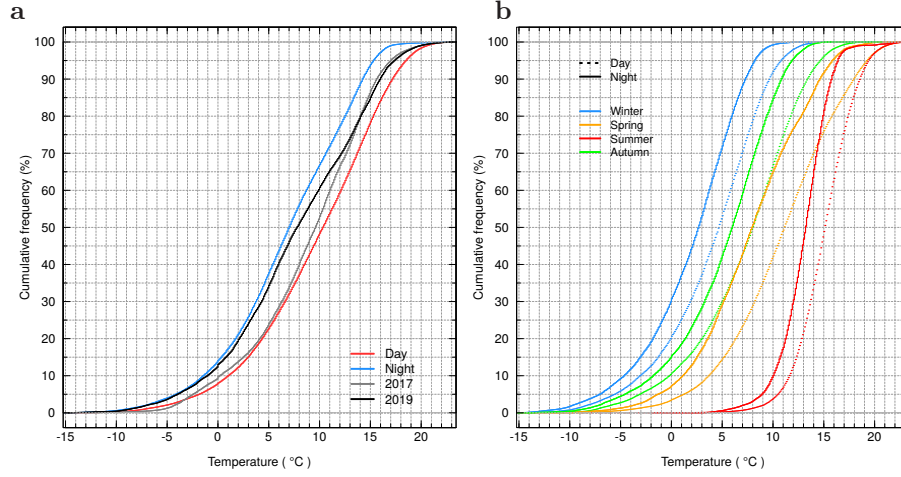 a
Cumulative frequency (%)
100
90
80
70
60
50
40
30
20
10
0
Day
Night
2017
2019
-15 -10 -5 0 5 10 15 20
Temperature ( °C )
b
Cumulative frequency (%)
100
90
80
70
60
50
40
30
20
10
0
Day
Night
Winter
Spring
Summer
Autumn
-15 -10 -5 0 5 10 15 20
Temperature ( °C )